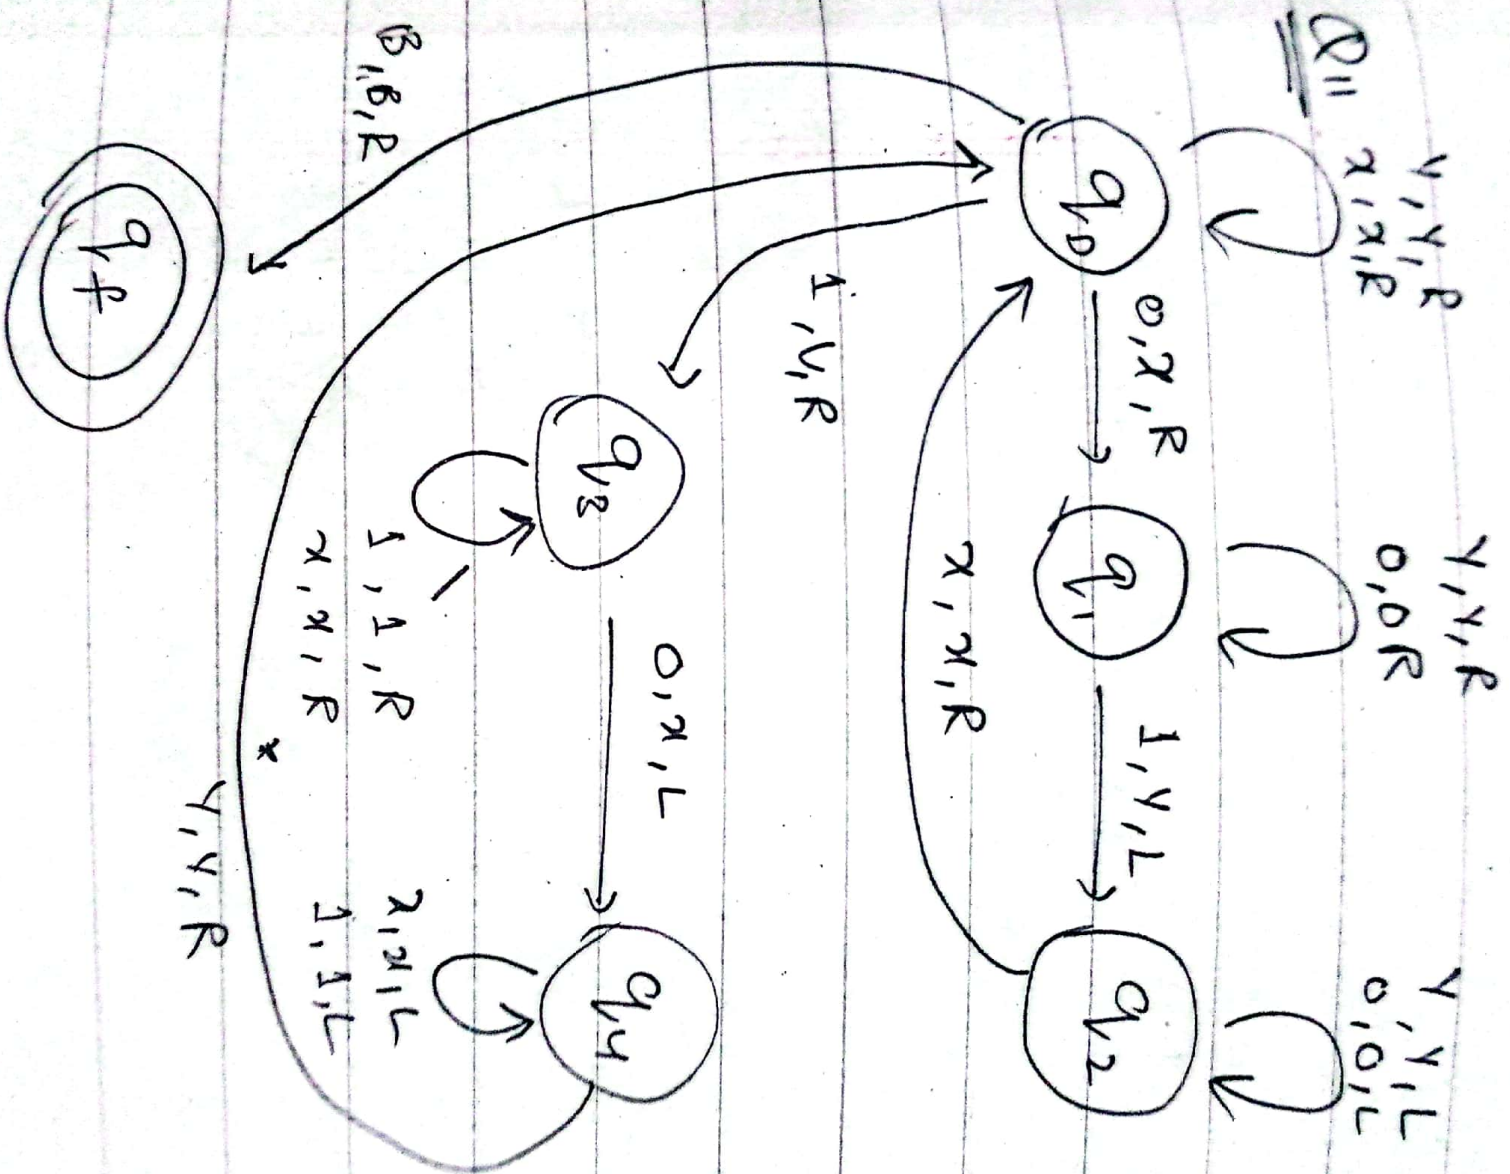 Q11
Y, Y, R
x, x, R
q0
0, x, R
Y, Y, R
0, 0 R
q1
1, Y, L
Y, Y, L
0, 0, L
q2
x, x, R
B, B, R
1, Y, R
q3
1, 1, R
x, x, R
0, x, L
q4
x, x, L
1, 1, L
Y, Y, R
qf